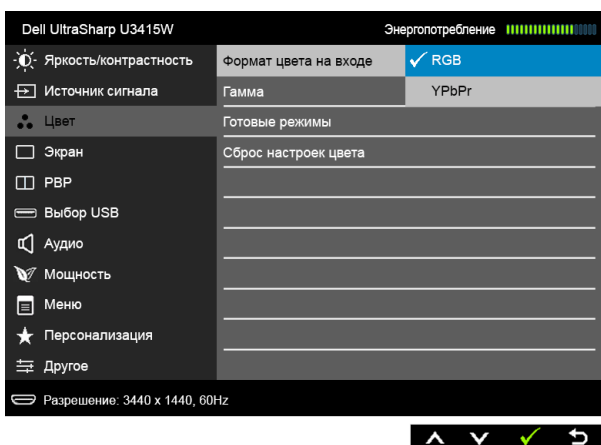 Dell UltraSharp U3415W Энергопотребление
Яркость/контрастность Формат цвета на входе RGB
Источник сигнала Гамма YPbPr
Цвет Готовые режимы
Экран Сброс настроек цвета
PBP
Выбор USB
Аудио
Мощность
Меню
Персонализация
Другое
Разрешение: 3440 x 1440, 60Hz